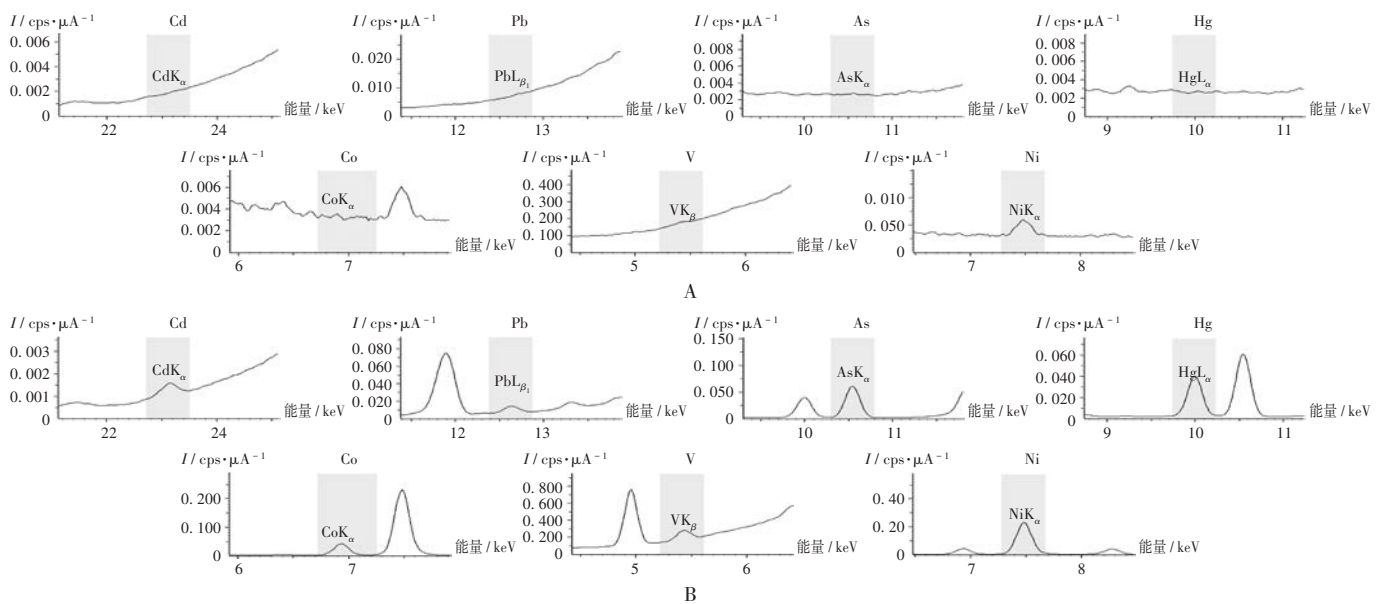 I / cps·μA⁻¹ Cd I / cps·μA⁻¹ Pb I / cps·μA⁻¹ As I / cps·μA⁻¹ Hg
0. 006 0. 004 0. 002 0 CdKα 22 24 能量 / keV
0. 020 0. 010 0 PbLβ₁ 12 13 能量 / keV
0. 008 0. 006 0. 004 0. 002 0 AsKα 10 11 能量 / keV
0. 008 0. 006 0. 004 0. 002 0 HgLα 9 10 11 能量 / keV
I / cps·μA⁻¹ Co I / cps·μA⁻¹ V I / cps·μA⁻¹ Ni
0. 006 0. 004 0. 002 0 CoKα 6 7 能量 / keV
0. 400 0. 300 0. 200 0. 100 0 VKβ 5 6 能量 / keV
0. 050 0. 050 0 NiKα 7 8 能量 / keV
A
I / cps·μA⁻¹ Cd I / cps·μA⁻¹ Pb I / cps·μA⁻¹ As I / cps·μA⁻¹ Hg
0. 003 0. 002 0. 001 0 CdKα 22 24 能量 / keV
0. 080 0. 060 0. 040 0. 020 0 PbLβ₁ 12 13 能量 / keV
0. 150 0. 100 0. 050 0 AsKα 10 11 能量 / keV
0. 060 0. 040 0. 020 0 HgLα 9 10 11 能量 / keV
I / cps·μA⁻¹ Co I / cps·μA⁻¹ V I / cps·μA⁻¹ Ni
0. 200 0. 100 0 CoKα 6 7 能量 / keV
0. 800 0. 600 0. 400 0. 200 0 VKβ 5 6 能量 / keV
0. 40 0. 20 0 NiKα 7 8 能量 / keV
B